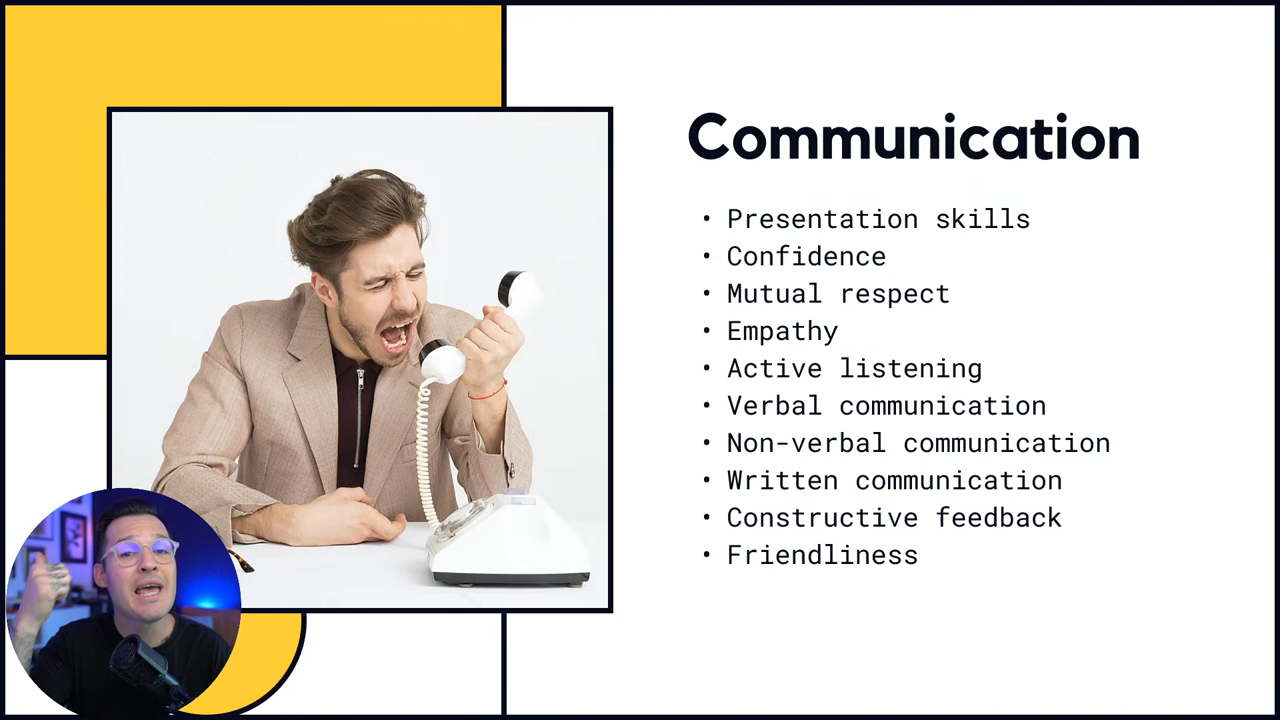 Communication
• Presentation skills
• Confidence
• Mutual respect
• Empathy
• Active listening
• Verbal communication
• Non-verbal communication
• Written communication
• Constructive feedback
• Friendliness